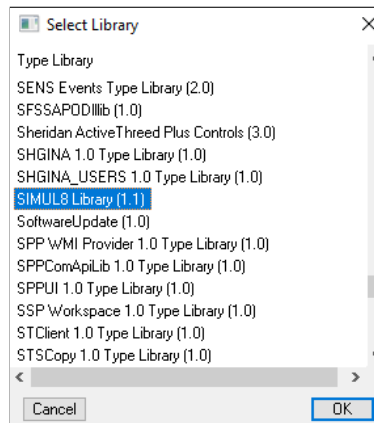 Select Library
Type Library
SENS Events Type Library (2.0)
SFSSAPODIllib (1.0)
Sheridan ActiveThreed Plus Controls (3.0)
SHGINA 1.0 Type Library (1.0)
SHGINA_USERS 1.0 Type Library (1.0)
SIMUL8 Library (1.1)
SoftwareUpdate (1.0)
SPP WMI Provider 1.0 Type Library (1.0)
SPPComApiLib 1.0 Type Library (1.0)
SPPUI 1.0 Type Library (1.0)
SSP Workspace 1.0 Type Library (1.0)
STClient 1.0 Type Library (1.0)
STSCopy 1.0 Type Library (1.0)
Cancel OK